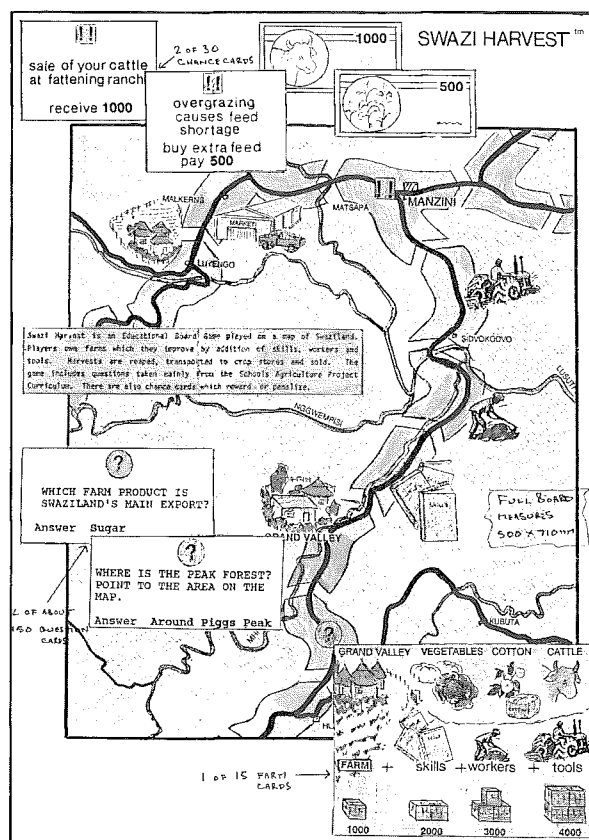 SWAZI HARVEST ™
!!
sale of your cattle
at fattening ranch
receive 1000
2 OF 30
CHANCE CARDS
!!
overgrazing
causes feed
shortage
buy extra feed
pay 500
1000
500
MALKERNS
MARKET
MATSAPA
!!
MANZINI
LUYENGO
SIDVOKODVO
Swazi Harvest is an Educational Board Game played on a map of Swaziland.
Players own farms which they improve by addition of skills, workers and
tools. Harvests are reaped, transported to crop stores and sold. The
game includes questions taken mainly from the Schools Agriculture Project
Curriculum. There are also chance cards which reward or penalize.
NGGWEMPISI
?
WHICH FARM PRODUCT IS
SWAZILAND'S MAIN EXPORT?
Answer Sugar
GRAND VALLEY
FULL BOARD
MEASURES
500 X 710mm
?
WHERE IS THE PEAK FOREST?
POINT TO THE AREA ON THE
MAP.
Answer Around Piggs Peak
2 OF ABOUT
150 QUESTION
CARDS
?
KUBUTA
GRAND VALLEY VEGETABLES COTTON CATTLE
FARM + skills + workers + tools
1000 2000 3000 4000
1 OF 15 FARM
CARDS